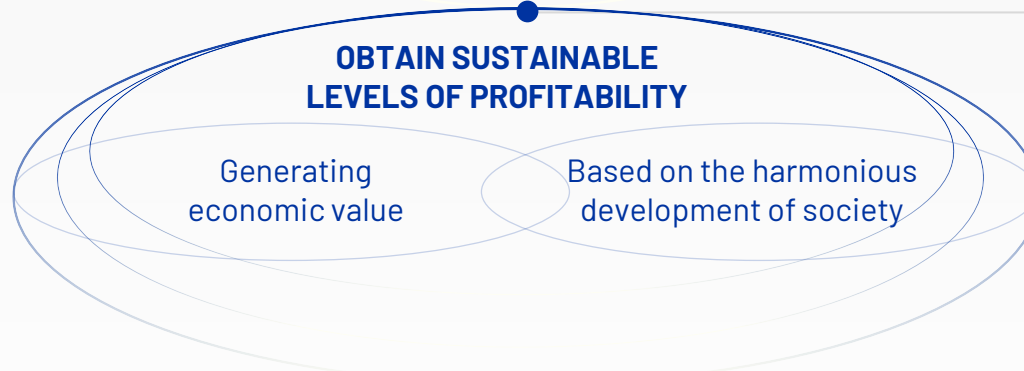 OBTAIN SUSTAINABLE
LEVELS OF PROFITABILITY
Generating
economic value
Based on the harmonious
development of society